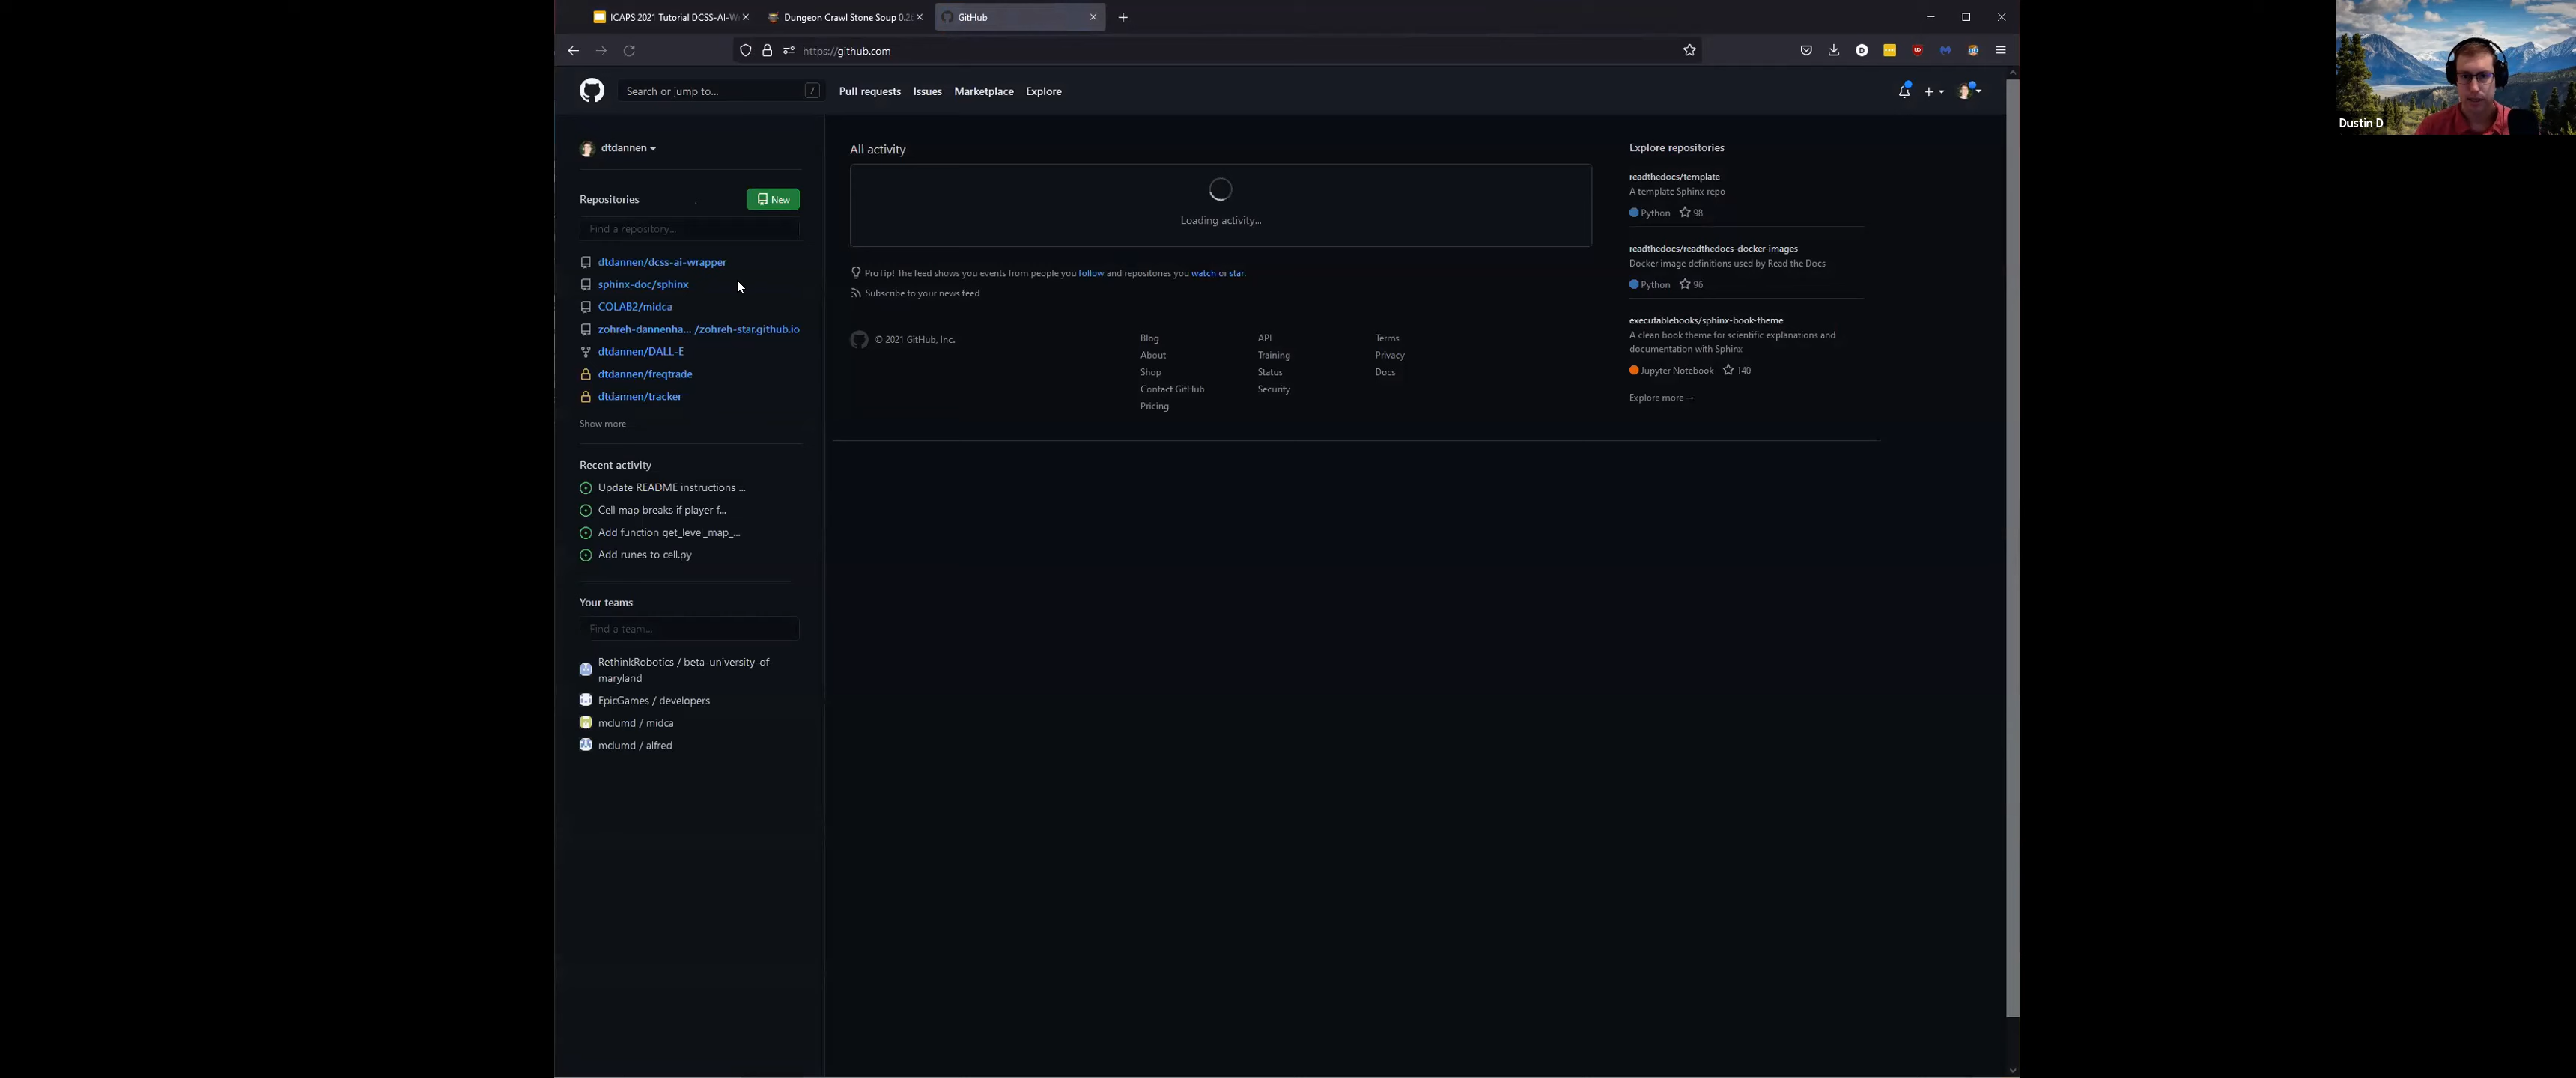 ICAPS 2021 Tutorial DCSS-AI-W
Dungeon Crawl Stone Soup 0.2
GitHub
https://github.com
Search or jump to...
/
Pull requests
Issues
Marketplace
Explore
Dustin D
dtdannen
Repositories
New
Find a repository...
dtdannen/dcss-ai-wrapper
sphinx-doc/sphinx
COLAB2/midca
zohreh-dannenha... /zohreh-star.github.io
dtdannen/DALL-E
dtdannen/freqtrade
dtdannen/tracker
Show more
Recent activity
Update README instructions ...
Cell map breaks if player f...
Add function get_level_map_...
Add runes to cell.py
Your teams
Find a team...
RethinkRobotics / beta-university-of-
maryland
EpicGames / developers
mclumd / midca
mclumd / alfred
All activity
Loading activity...
ProTip! The feed shows you events from people you follow and repositories you watch or star.
Subscribe to your news feed
© 2021 GitHub, Inc.
Blog
About
Shop
Contact GitHub
Pricing
API
Training
Status
Security
Terms
Privacy
Docs
Explore repositories
readthedocs/template
A template Sphinx repo
Python 98
readthedocs/readthedocs-docker-images
Docker image definitions used by Read the Docs
Python 96
executablebooks/sphinx-book-theme
A clean book theme for scientific explanations and
documentation with Sphinx
Jupyter Notebook 140
Explore more →